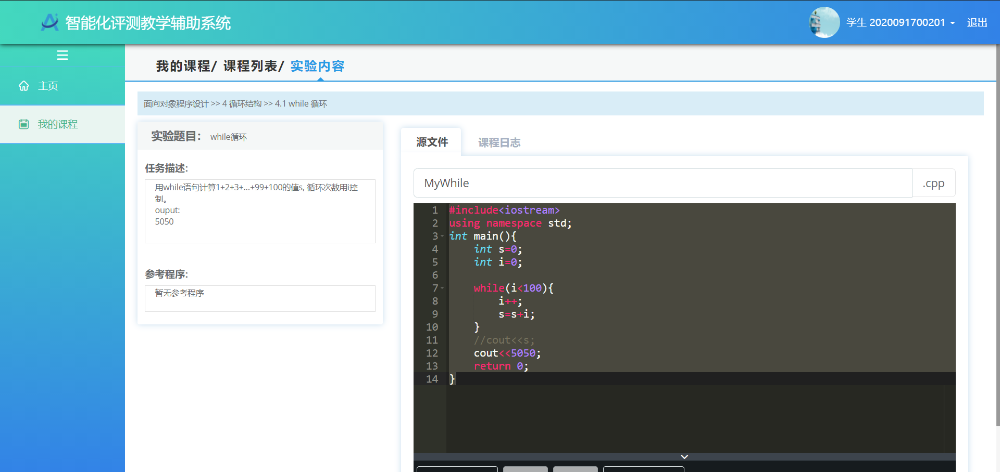 智能化评测教学辅助系统
学生 2020091700201
退出
主页
我的课程
我的课程/ 课程列表/ 实验内容
面向对象程序设计 >> 4 循环结构 >> 4.1 while 循环
实验题目： while循环
任务描述:
用while语句计算1+2+3+...+99+100的值s, 循环次数用i控
制。
ouput:
5050
参考程序:
暂无参考程序
源文件 课程日志
MyWhile .cpp
1 #include<iostream>
2 using namespace std;
3 int main(){
4     int s=0;
5     int i=0;
6
7     while(i<100){
8         i++;
9         s=s+i;
10     }
11     //cout<<s;
12     cout<<5050;
13     return 0;
14 }